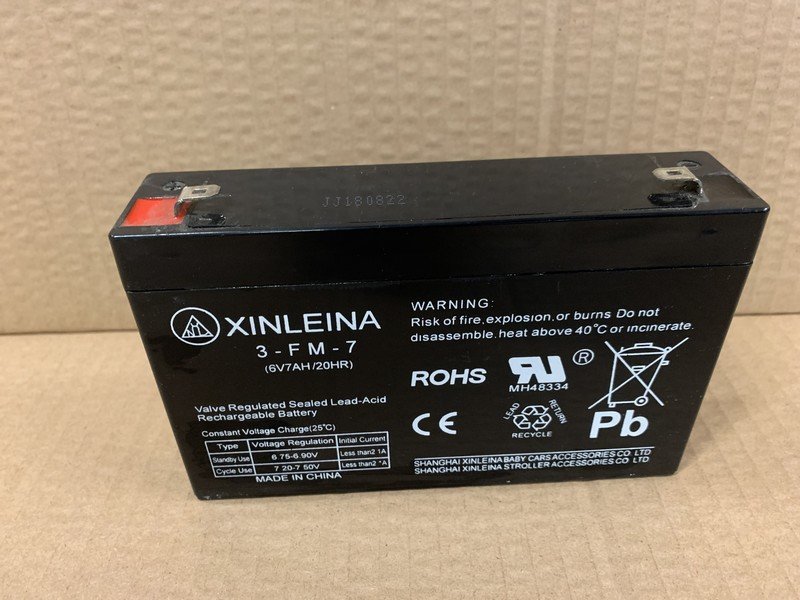 JJ180822
XINLEINA
3-FM-7
(6V7AH/20HR)
Valve Regulated Sealed Lead-Acid
Rechargeable Battery
Constant Voltage Charge(25°C)
Type Voltage Regulation Initial Current
Standby Use 6.75-6.90V Less than2.1A
Cycle Use 7.20-7.50V Less than2.1A
MADE IN CHINA
WARNING:
Risk of fire,explosion,or burns. Do not
disassemble,heat above 40°C or incinerate.
ROHS
MH48334
®
CE
LEAD RETURN
RECYCLE
Pb
SHANGHAI XINLEINA BABY CARS ACCESSORIES CO. LTD
SHANGHAI XINLEINA STROLLER ACCESSORIES CO. LTD